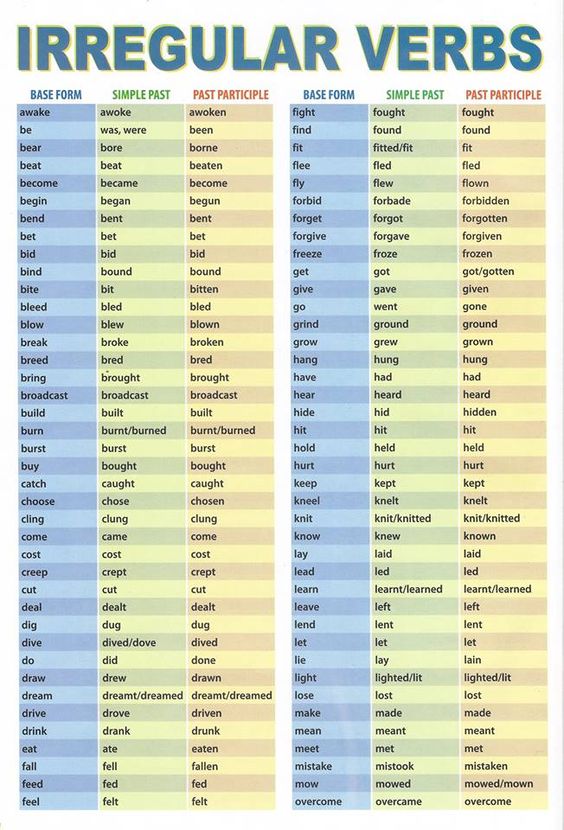 IRREGULAR VERBS
BASE FORM SIMPLE PAST PAST PARTICIPLE
awake awoke awoken
be was, were been
bear bore borne
beat beat beaten
become became become
begin began begun
bend bent bent
bet bet bet
bid bid bid
bind bound bound
bite bit bitten
bleed bled bled
blow blew blown
break broke broken
breed bred bred
bring brought brought
broadcast broadcast broadcast
build built built
burn burnt/burned burnt/burned
burst burst burst
buy bought bought
catch caught caught
choose chose chosen
cling clung clung
come came come
cost cost cost
creep crept crept
cut cut cut
deal dealt dealt
dig dug dug
dive dived/dove dived
do did done
draw drew drawn
dream dreamt/dreamed dreamt/dreamed
drive drove driven
drink drank drunk
eat ate eaten
fall fell fallen
feed fed fed
feel felt felt
BASE FORM SIMPLE PAST PAST PARTICIPLE
fight fought fought
find found found
fit fitted/fit fit
flee fled fled
fly flew flown
forbid forbade forbidden
forget forgot forgotten
forgive forgave forgiven
freeze froze frozen
get got got/gotten
give gave given
go went gone
grind ground ground
grow grew grown
hang hung hung
have had had
hear heard heard
hide hid hidden
hit hit hit
hold held held
hurt hurt hurt
keep kept kept
kneel knelt knelt
knit knit/knitted knit/knitted
know knew known
lay laid laid
lead led led
learn learnt/learned learnt/learned
leave left left
lend lent lent
let let let
lie lay lain
light lighted/lit lighted/lit
lose lost lost
make made made
mean meant meant
meet met met
mistake mistook mistaken
mow mowed mowed/mown
overcome overcame overcome